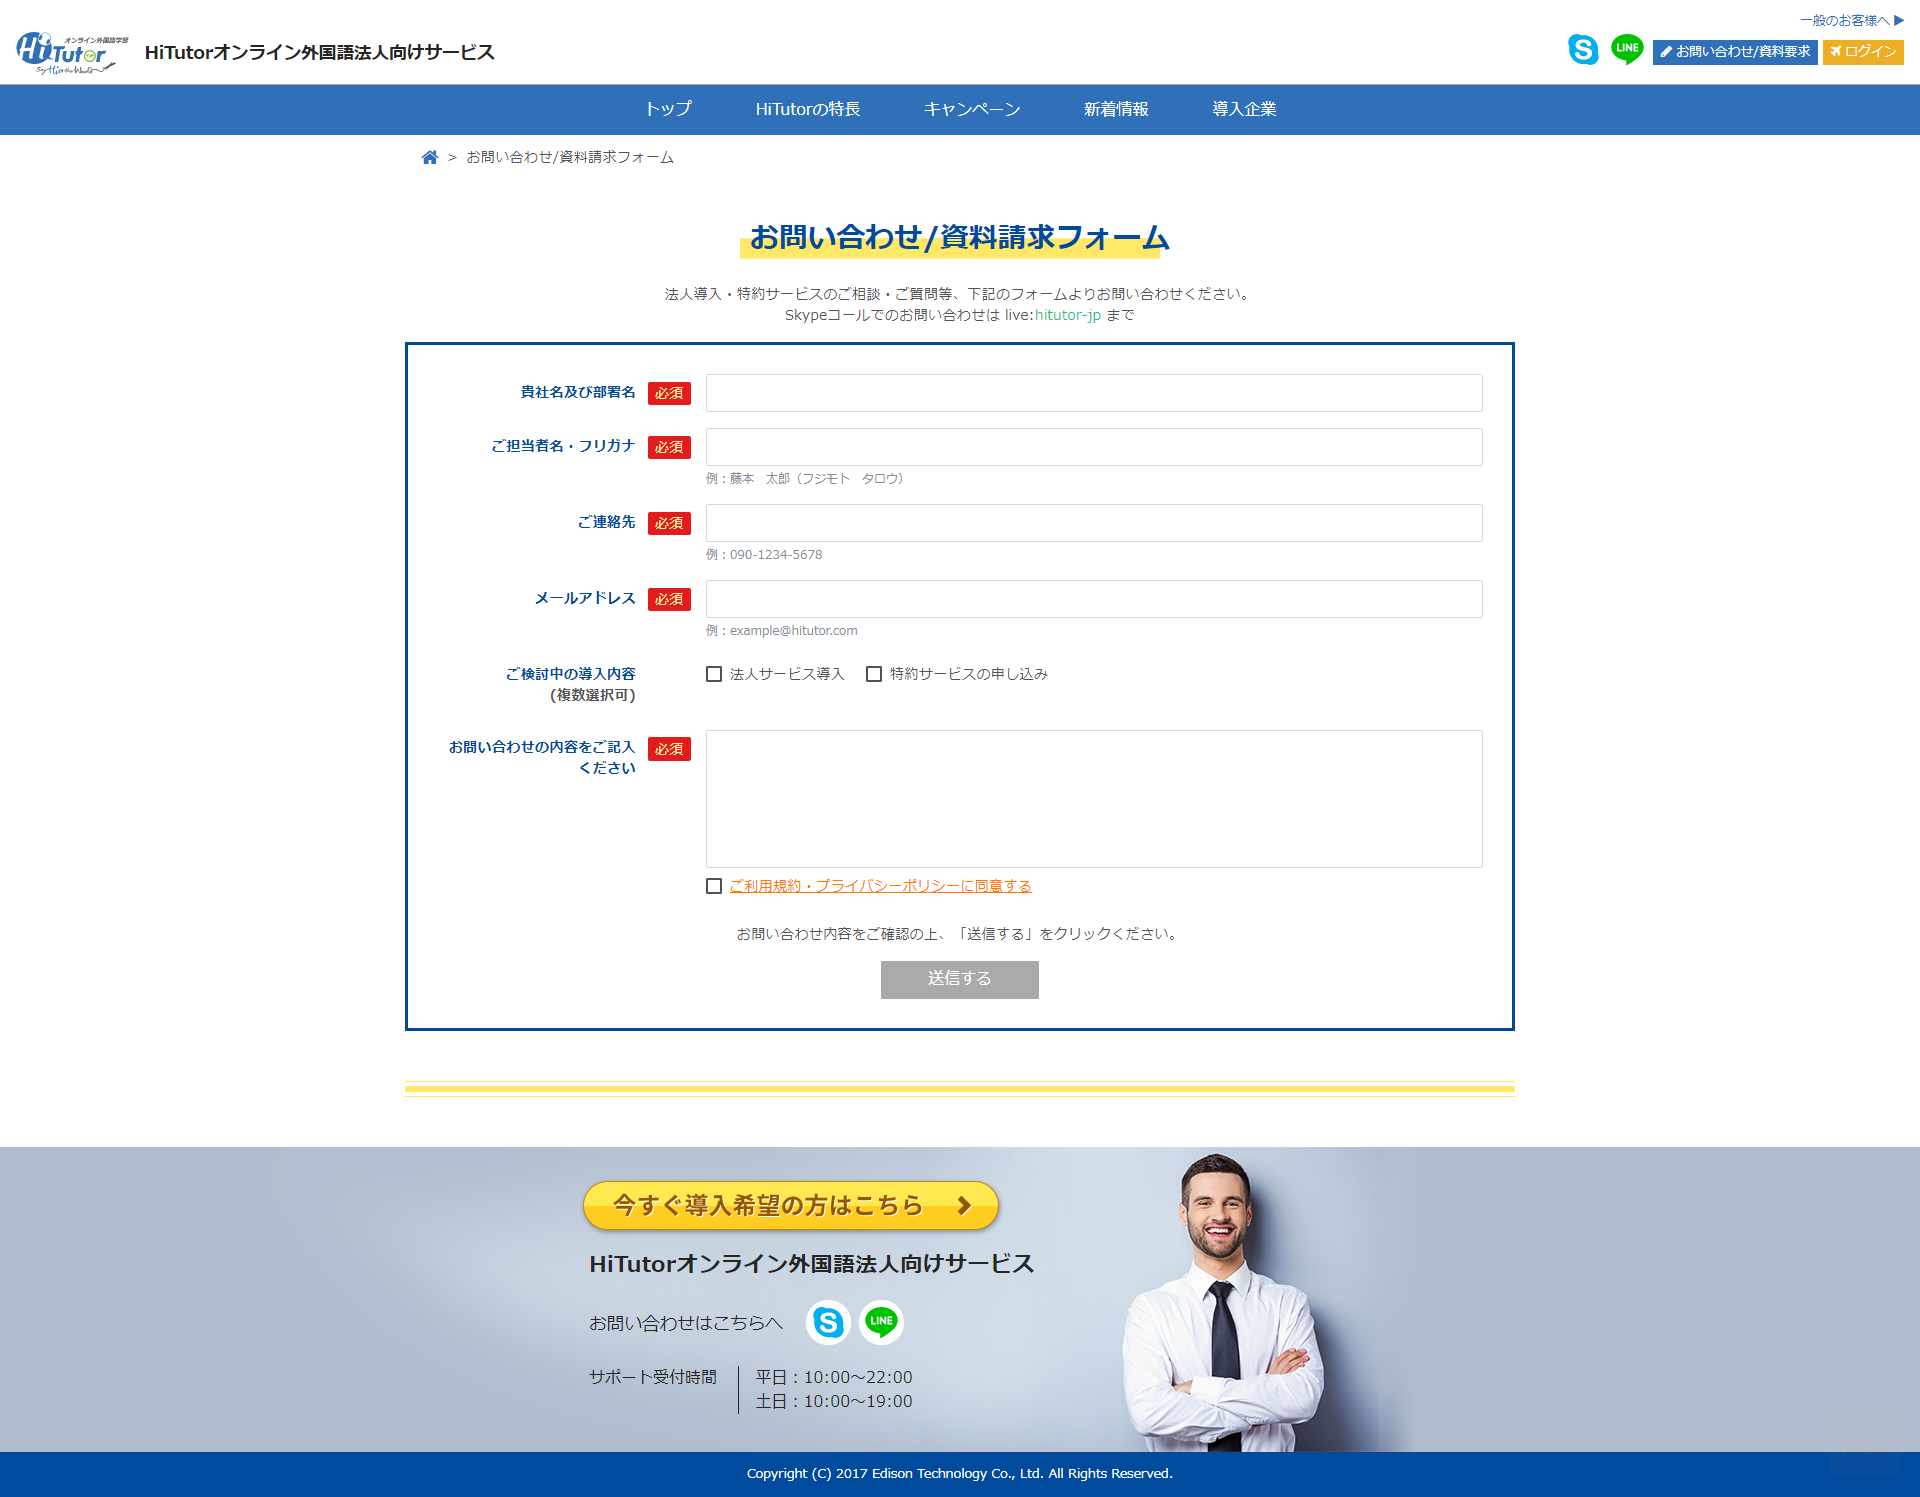 一般のお客様へ ▶
オンライン外国語学習
HiTutor
Say Hi to the World
HiTutorオンライン外国語法人向けサービス
LINE
お問い合わせ/資料要求
ログイン
トップ
HiTutorの特長
キャンペーン
新着情報
導入企業
> お問い合わせ/資料請求フォーム
お問い合わせ/資料請求フォーム
法人導入・特約サービスのご相談・ご質問等、下記のフォームよりお問い合わせください。
Skypeコールでのお問い合わせは live:hitutor-jp まで
貴社名及び部署名 必須
ご担当者名・フリガナ 必須
例：藤本　太郎（フジモト　タロウ）
ご連絡先 必須
例：090-1234-5678
メールアドレス 必須
例：example@hitutor.com
ご検討中の導入内容 法人サービス導入 特約サービスの申し込み
(複数選択可)
お問い合わせの内容をご記入 必須
ください
ご利用規約・プライバシーポリシーに同意する
お問い合わせ内容をご確認の上、「送信する」をクリックください。
送信する
今すぐ導入希望の方はこちら
HiTutorオンライン外国語法人向けサービス
お問い合わせはこちらへ
LINE
サポート受付時間 平日：10:00～22:00
土日：10:00～19:00
Copyright (C) 2017 Edison Technology Co., Ltd. All Rights Reserved.